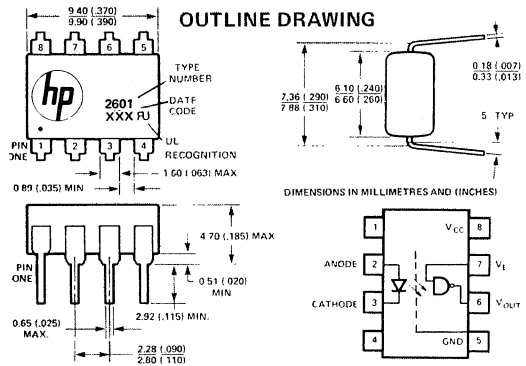 OUTLINE DRAWING
9.40 (.370)
9.90 (.390)
8 7 6 5
hp
TYPE
NUMBER
2601
DATE
CODE
XXX
UL
RECOGNITION
PIN
ONE
1 2 3 4
1.60 (.063) MAX
0.89 (.035) MIN
7.36 (.290)
7.88 (.310)
6.10 (.240)
6.60 (.260)
0.18 (.007)
0.33 (.013)
5 TYP
DIMENSIONS IN MILLIMETRES AND (INCHES)
4.70 (.185) MAX
PIN
ONE
0.51 (.020)
MIN
2.92 (.115) MIN.
0.65 (.025)
MAX.
2.28 (.090)
2.80 (.110)
1
VCC 8
ANODE 2
7 VE
CATHODE 3
6 VOUT
4
GND 5